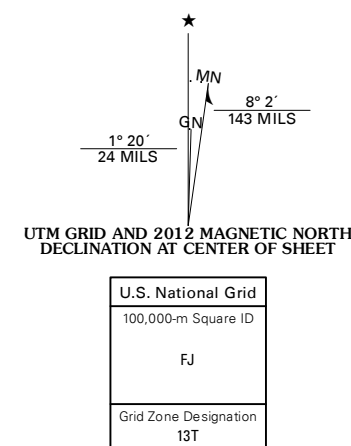 ★
MN
GN
8° 2´
143 MILS
1° 20´
24 MILS
UTM GRID AND 2012 MAGNETIC NORTH
DECLINATION AT CENTER OF SHEET
U.S. National Grid
100,000-m Square ID
FJ
Grid Zone Designation
13T